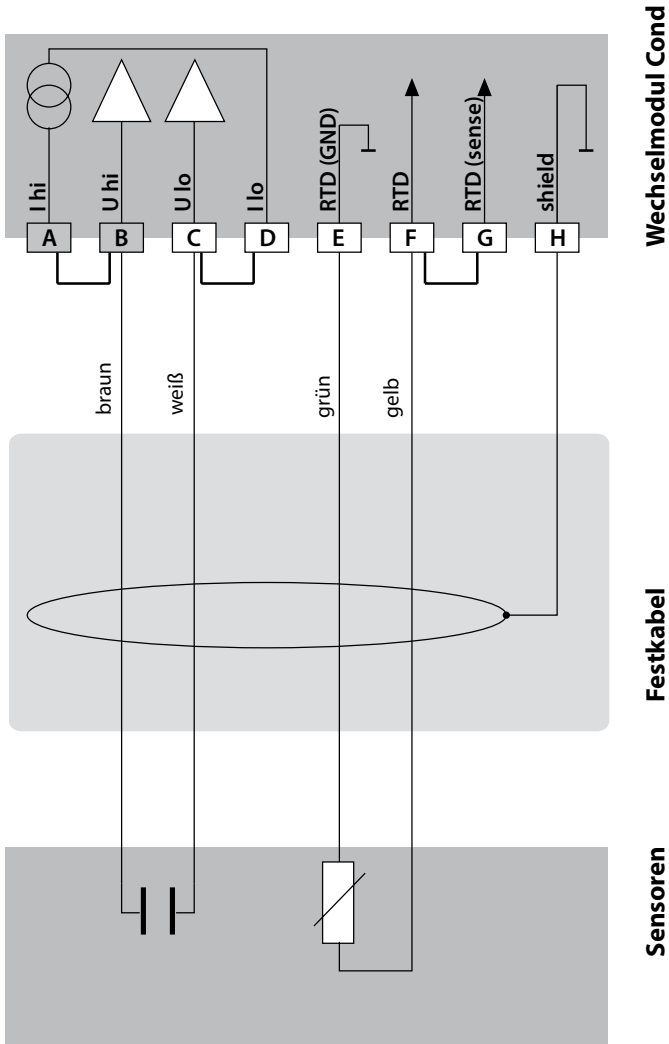 Wechselmodul Cond
I hi
U hi
U lo
I lo
RTD (GND)
RTD
RTD (sense)
shield
A
B
C
D
E
F
G
H
braun
weiß
grün
gelb
Festkabel
Sensoren